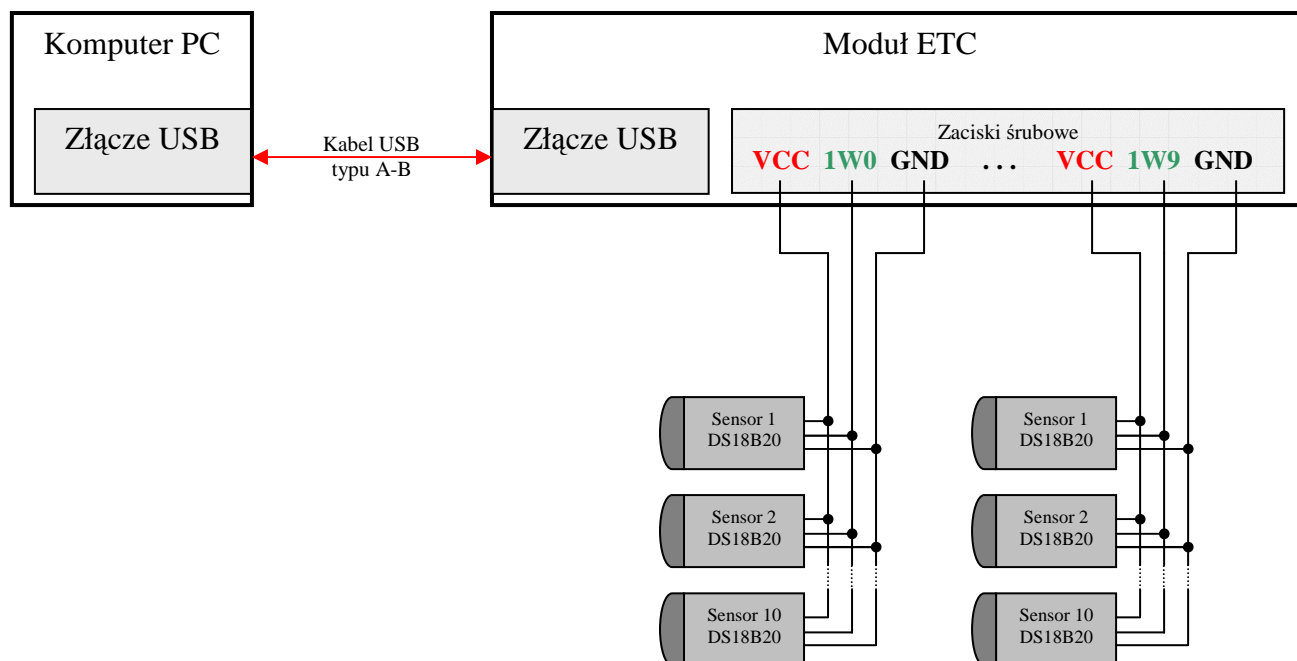 Komputer PC
Złącze USB
Kabel USB
typu A-B
Moduł ETC
Złącze USB
Zaciski śrubowe
VCC 1W0 GND ... VCC 1W9 GND
Sensor 1
DS18B20
Sensor 1
DS18B20
Sensor 2
DS18B20
Sensor 2
DS18B20
Sensor 10
DS18B20
Sensor 10
DS18B20